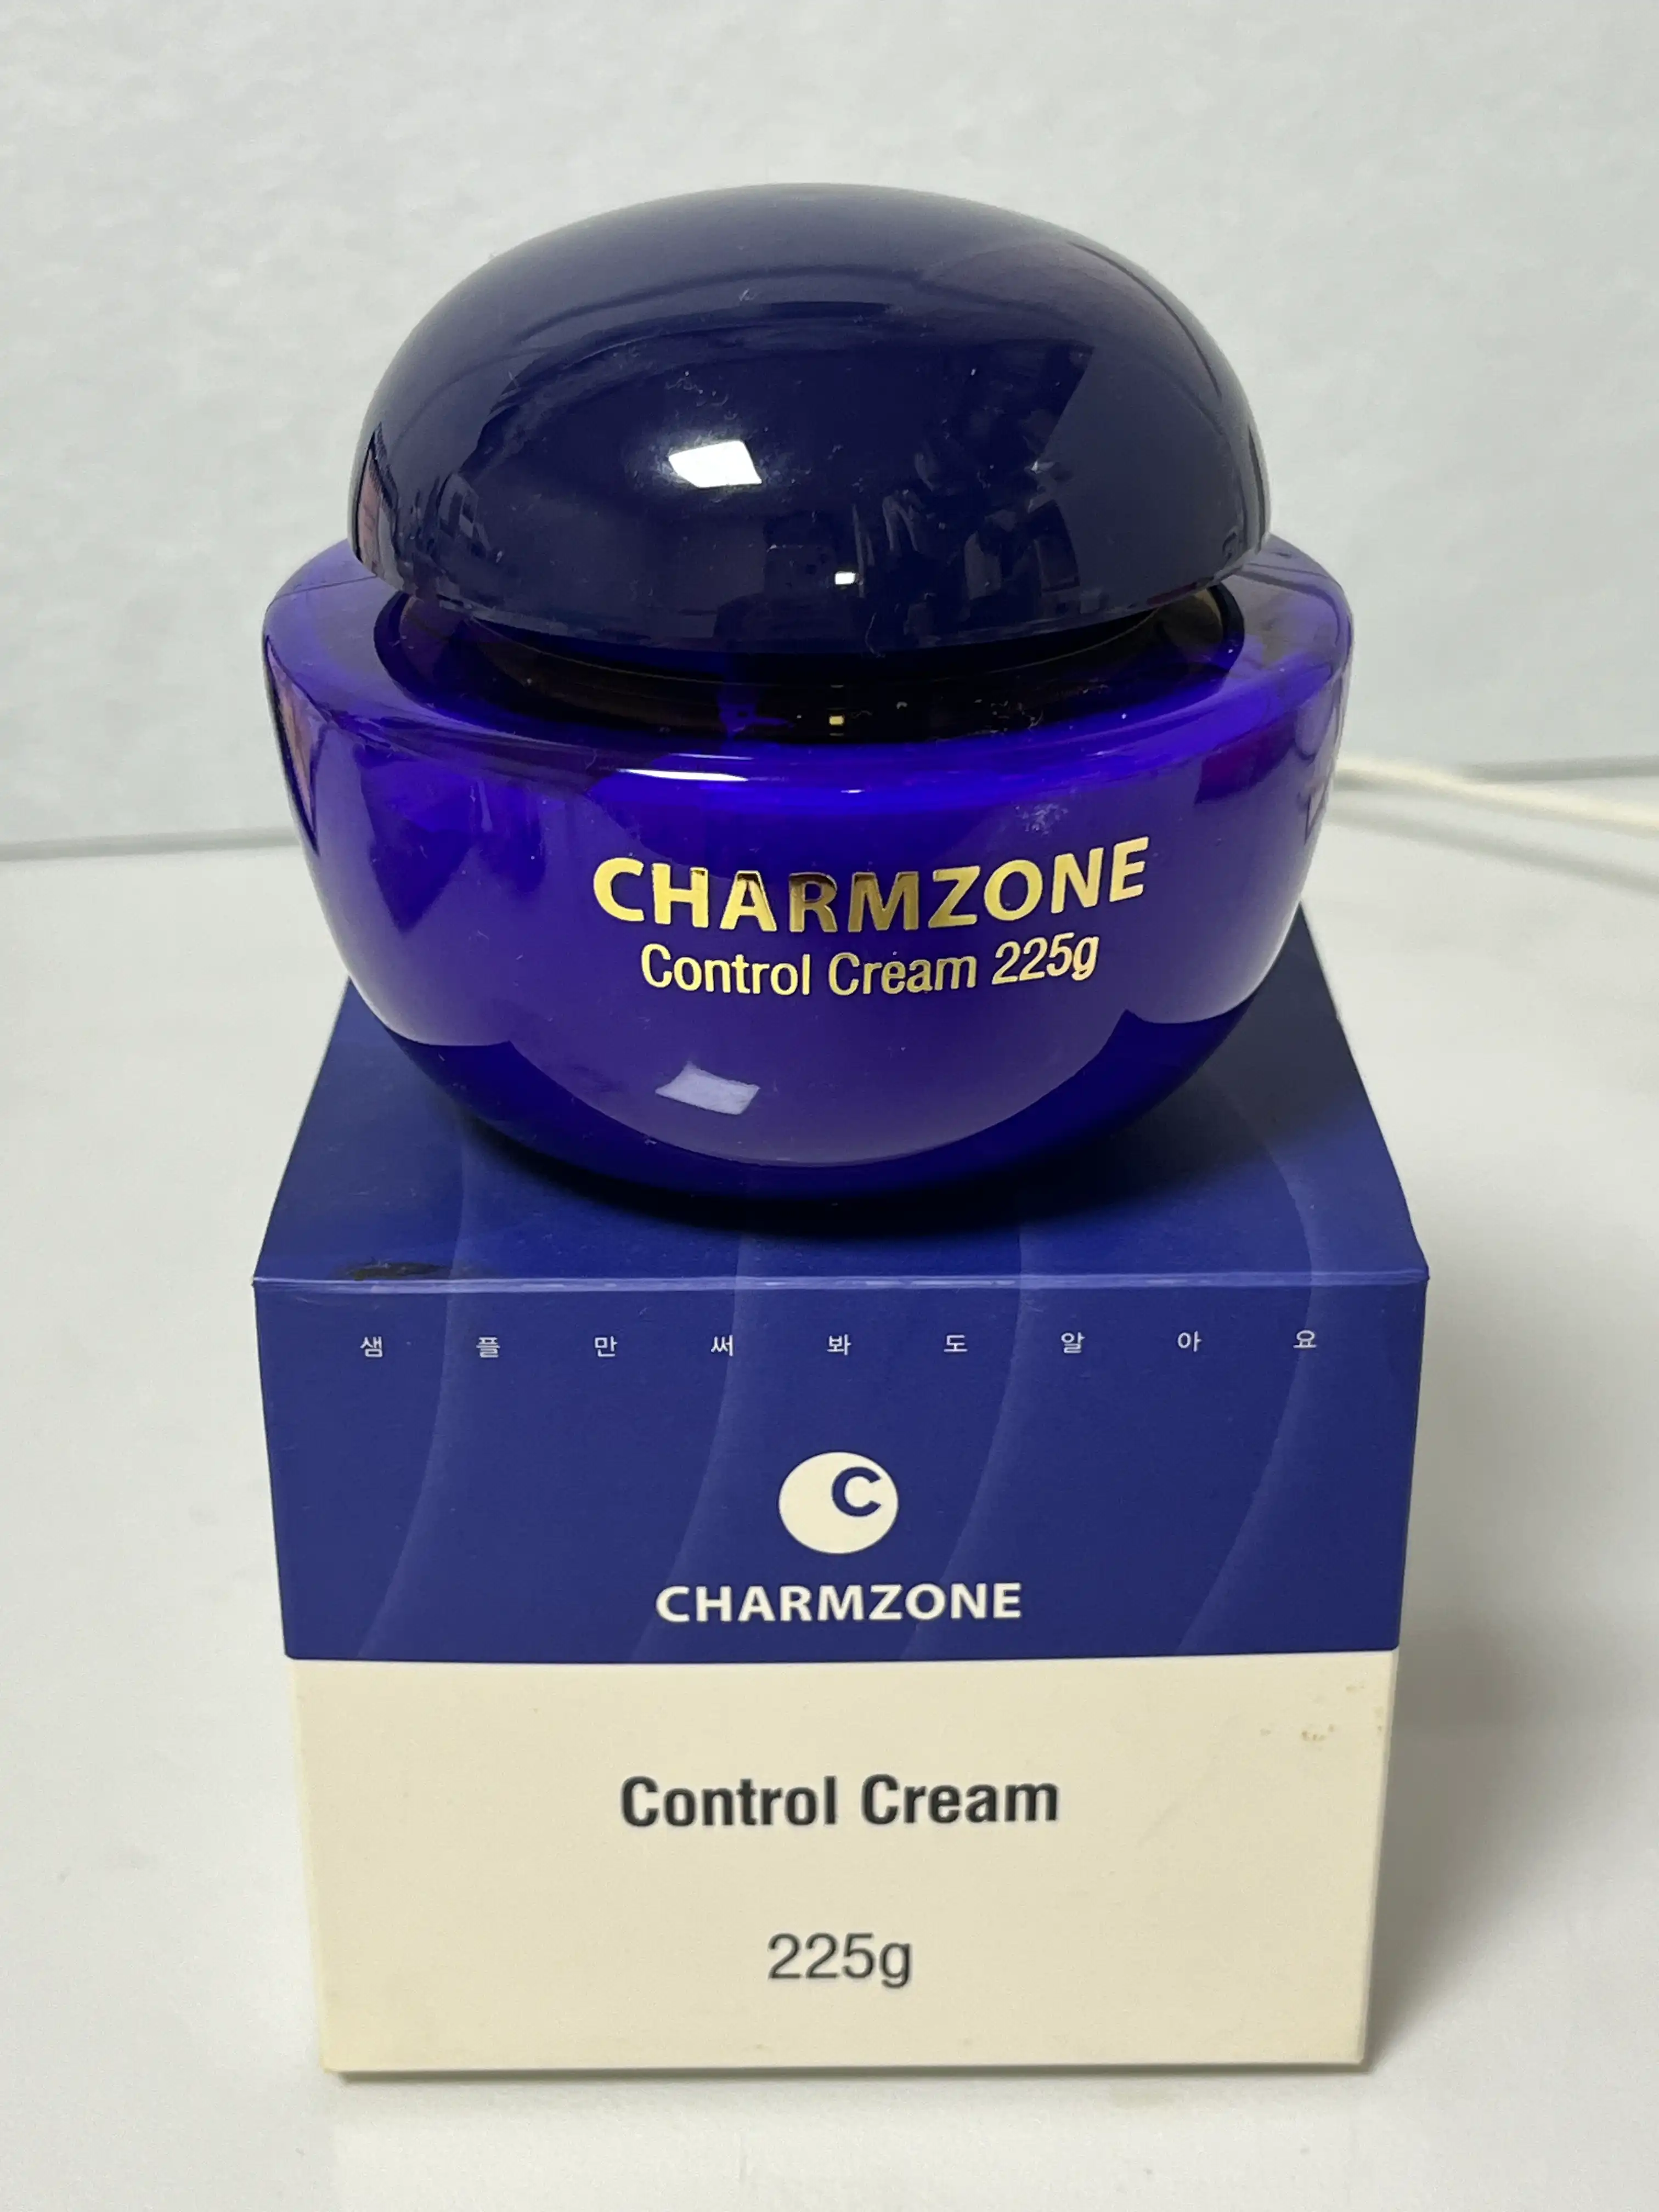 CHARMZONE
Control Cream 225g
샘 플 만 써 봐 도 알 아 요
C
CHARMZONE
Control Cream
225g